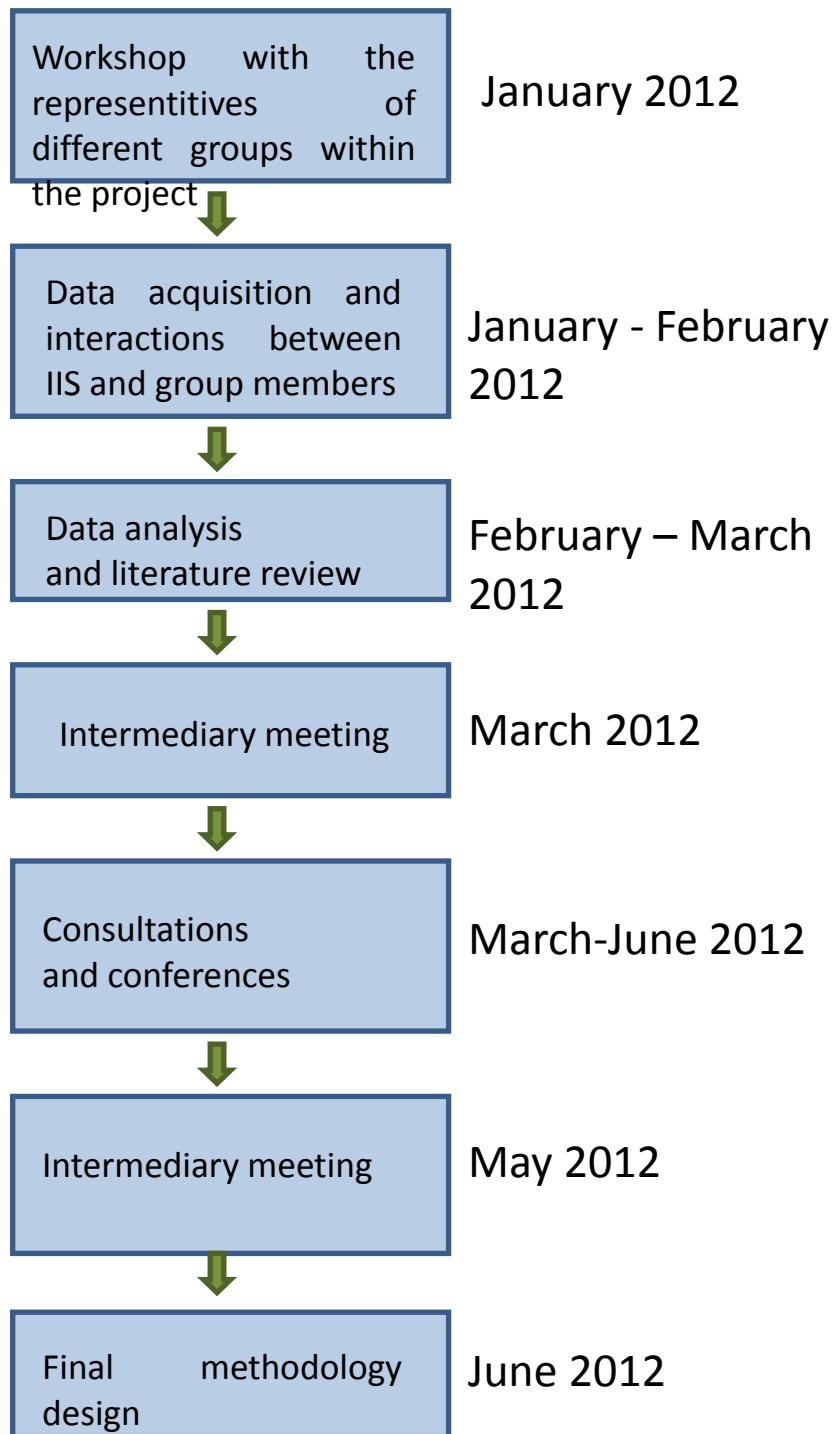 Workshop with the
representitives of
different groups within
the project
January 2012
Data acquisition and
interactions between
IIS and group members
January - February
2012
Data analysis
and literature review
February – March
2012
Intermediary meeting
March 2012
Consultations
and conferences
March-June 2012
Intermediary meeting
May 2012
Final methodology
design
June 2012